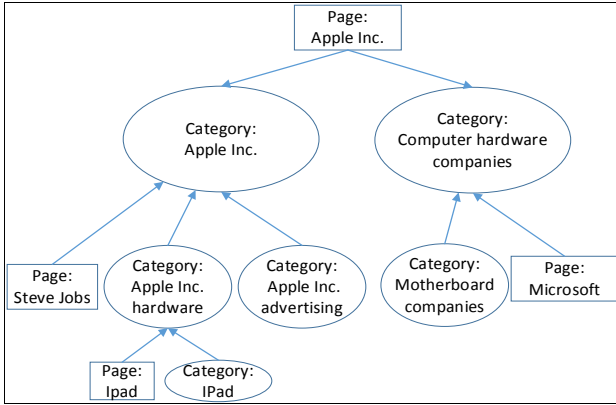 Page:
Apple Inc.
Category:
Apple Inc.
Category:
Computer hardware
companies
Page:
Steve Jobs
Category:
Apple Inc.
hardware
Category:
Apple Inc.
advertising
Category:
Motherboard
companies
Page:
Microsoft
Page:
Ipad
Category:
IPad